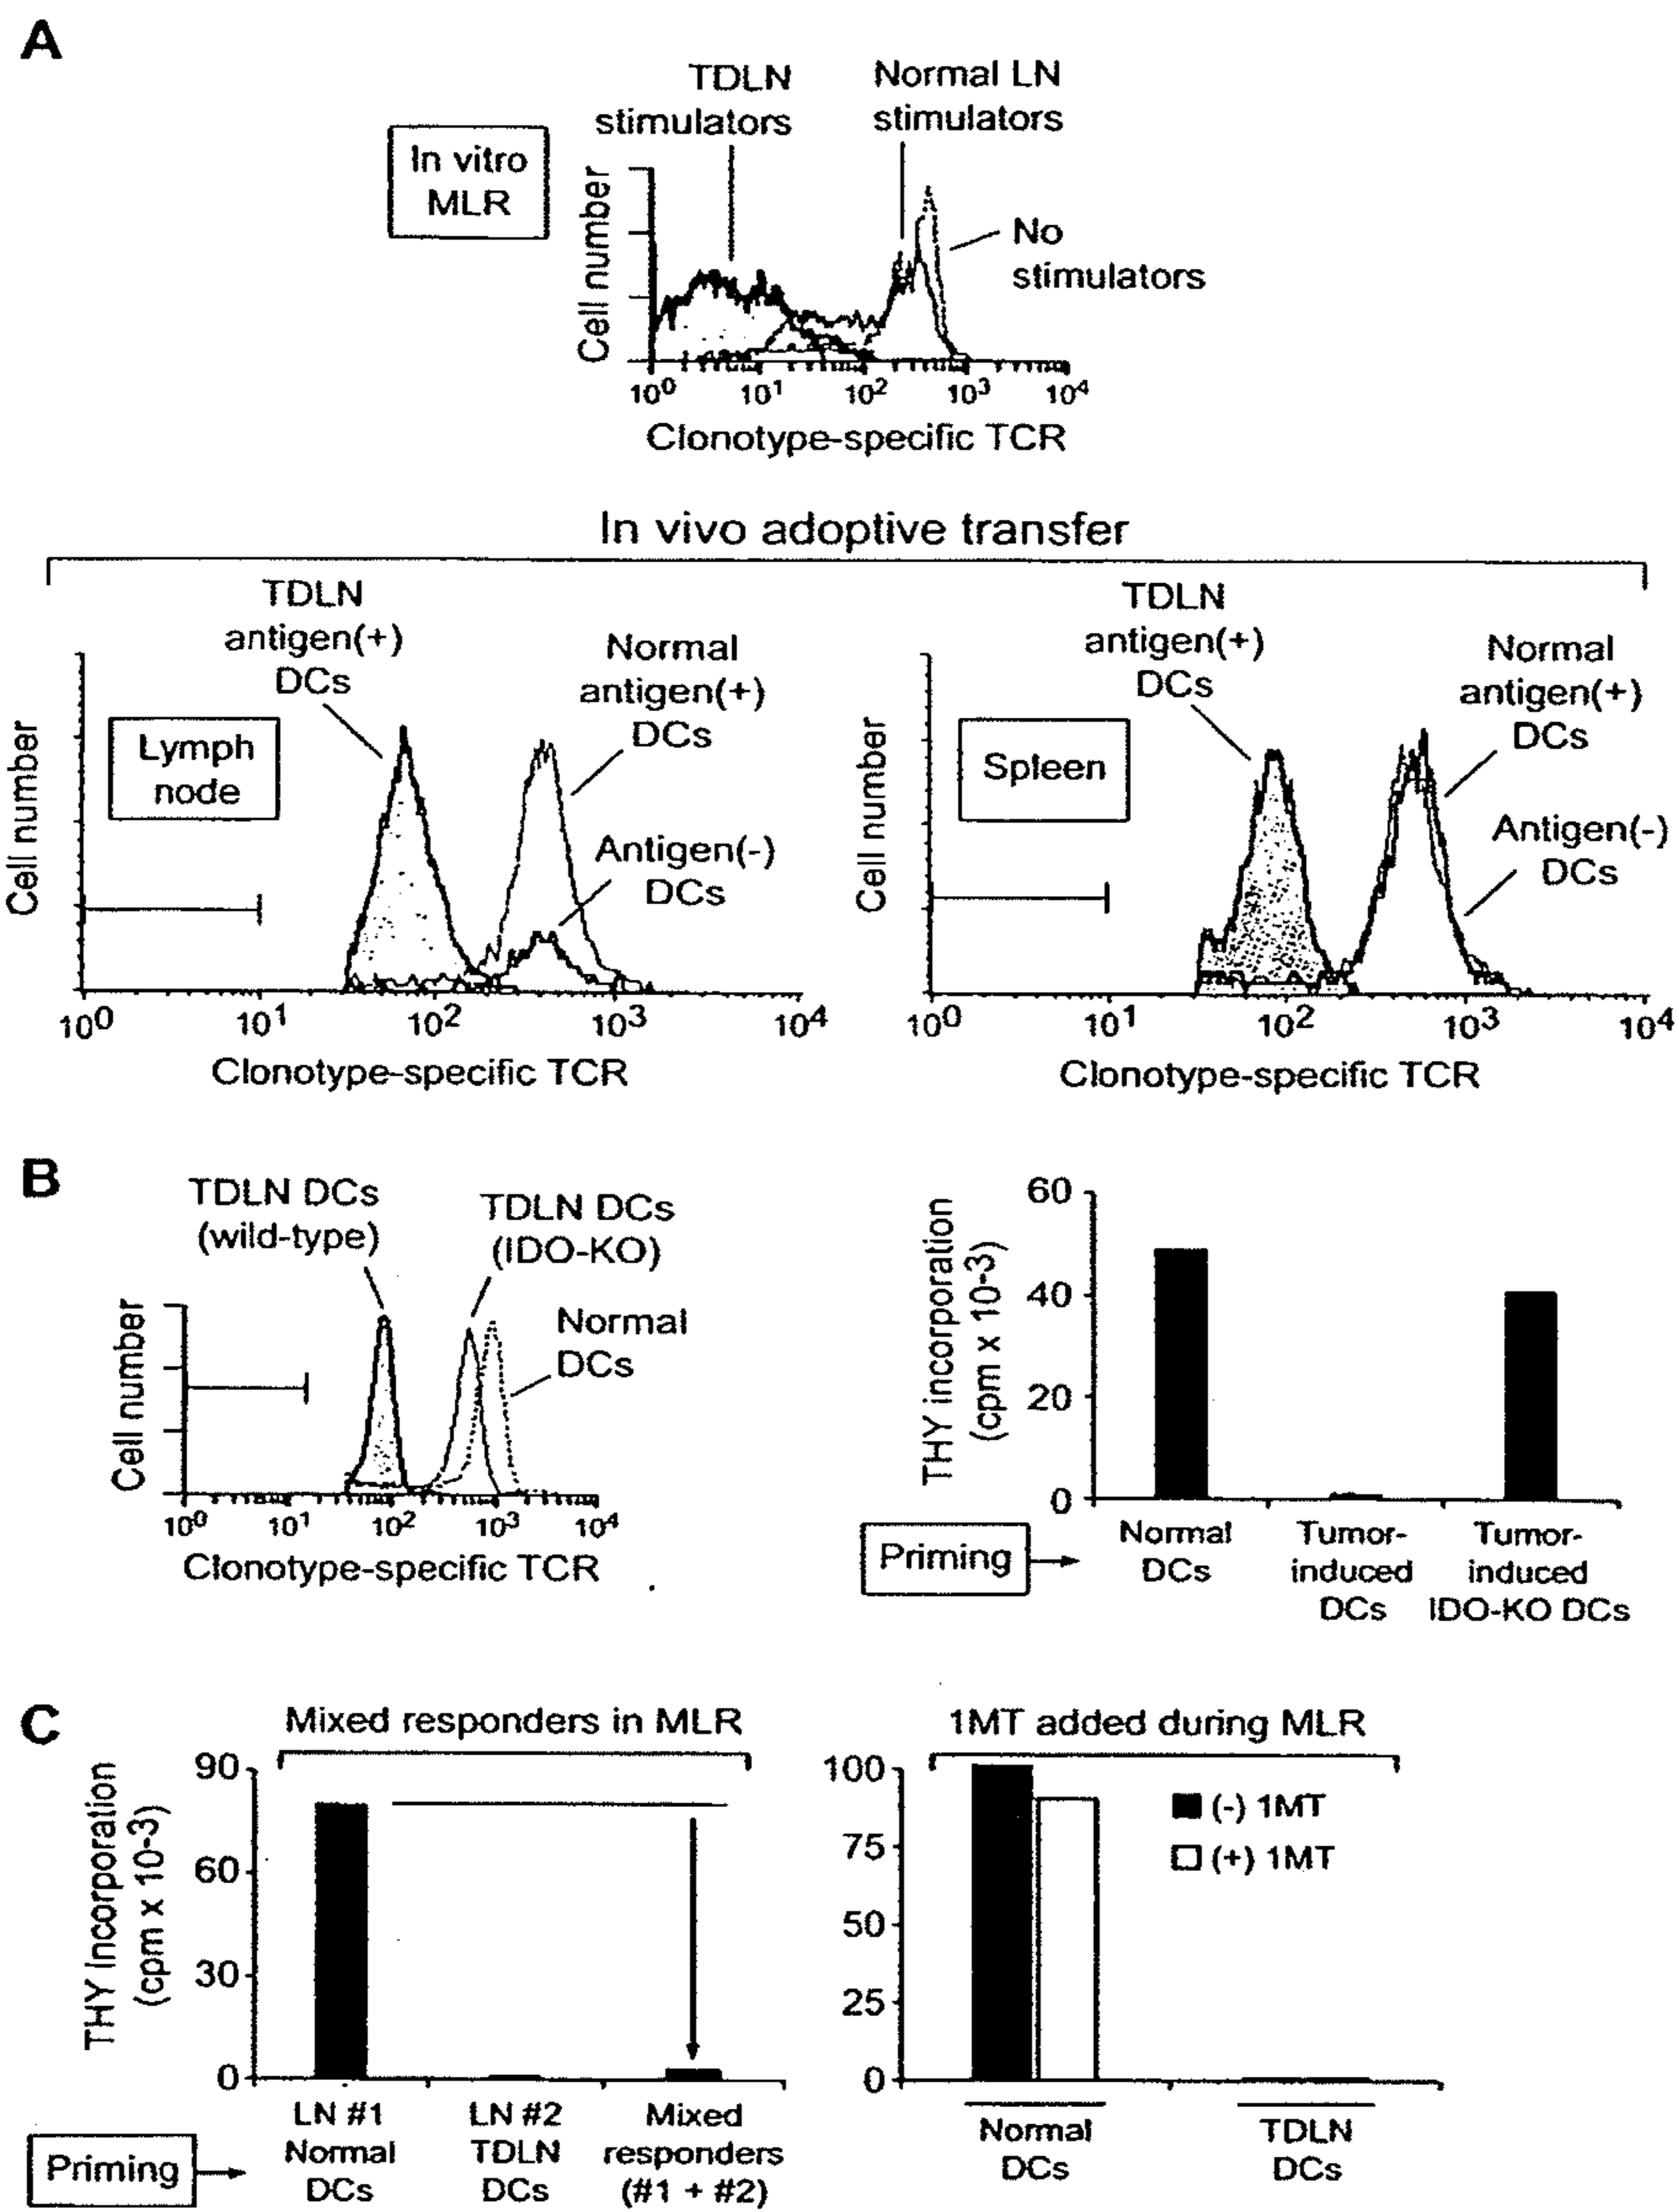 A
TDLN
stimulators
Normal LN
stimulators
In vitro
MLR
No
stimulators
Cell number
10⁰ 10¹ 10² 10³ 10⁴
Clonotype-specific TCR
In vivo adoptive transfer
TDLN
antigen(+)
DCs
Normal
antigen(+)
DCs
Lymph
node
Antigen(-)
DCs
Cell number
10⁰ 10¹ 10² 10³ 10⁴
Clonotype-specific TCR
TDLN
antigen(+)
DCs
Normal
antigen(+)
DCs
Spleen
Antigen(-)
DCs
Cell number
10⁰ 10¹ 10² 10³ 10⁴
Clonotype-specific TCR
B
TDLN DCs
(wild-type)
TDLN DCs
(IDO-KO)
Normal
DCs
Cell number
10⁰ 10¹ 10² 10³ 10⁴
Clonotype-specific TCR
THY incorporation
(cpm x 10-3)
60
40
20
0
Priming
Normal
DCs
Tumor-
induced
DCs
Tumor-
induced
IDO-KO DCs
C
Mixed responders in MLR
THY incorporation
(cpm x 10-3)
90
60
30
0
Priming
LN #1
Normal
DCs
LN #2
TDLN
DCs
Mixed
responders
(#1 + #2)
1MT added during MLR
100
75
50
25
0
(-) 1MT
(+) 1MT
Normal
DCs
TDLN
DCs